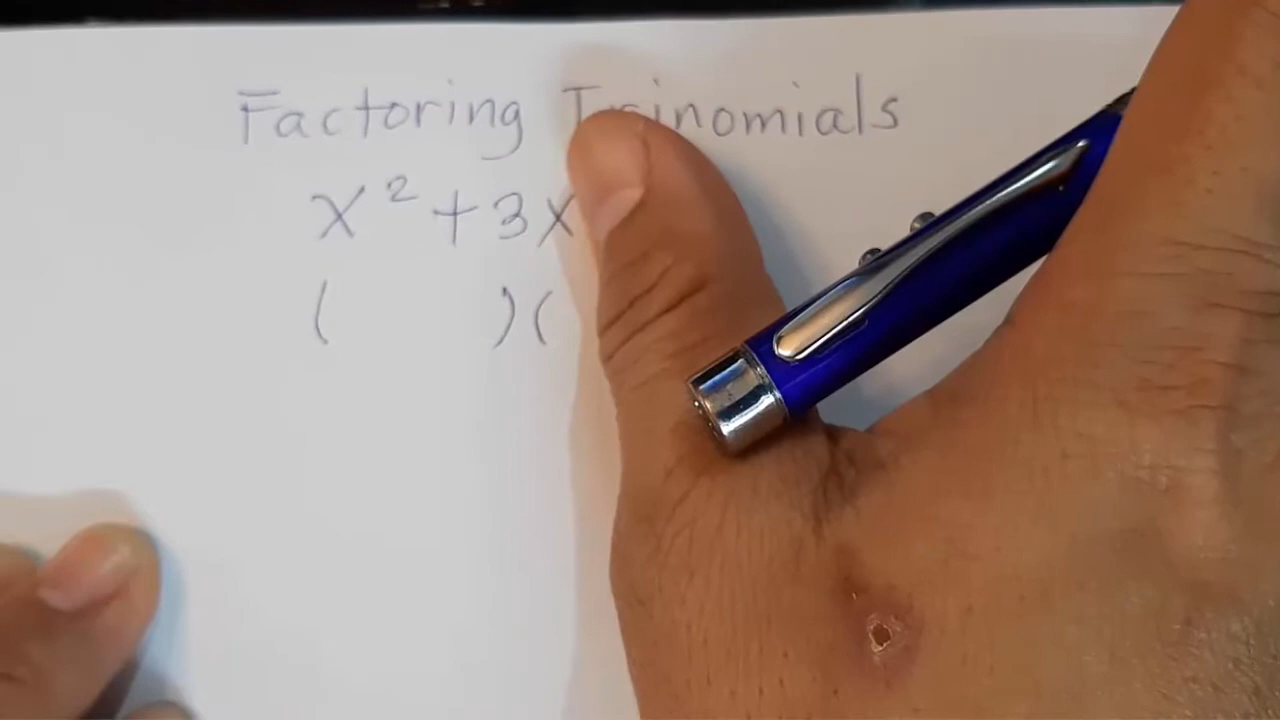 Factoring Trinomials
x² + 3x
( )(